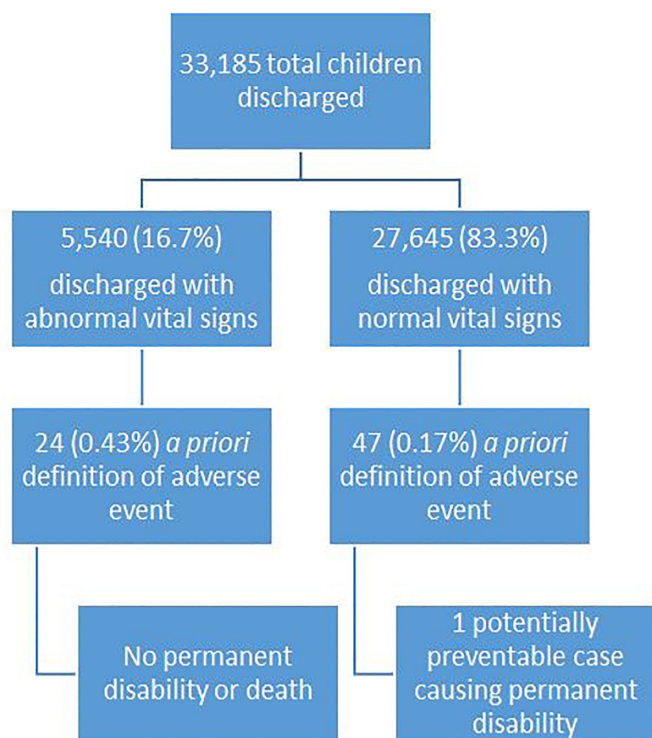 33,185 total children
discharged
5,540 (16.7%)
discharged with
abnormal vital signs
27,645 (83.3%)
discharged with
normal vital signs
24 (0.43%) a priori
definition of adverse
event
47 (0.17%) a priori
definition of adverse
event
No permanent
disability or death
1 potentially
preventable case
causing permanent
disability